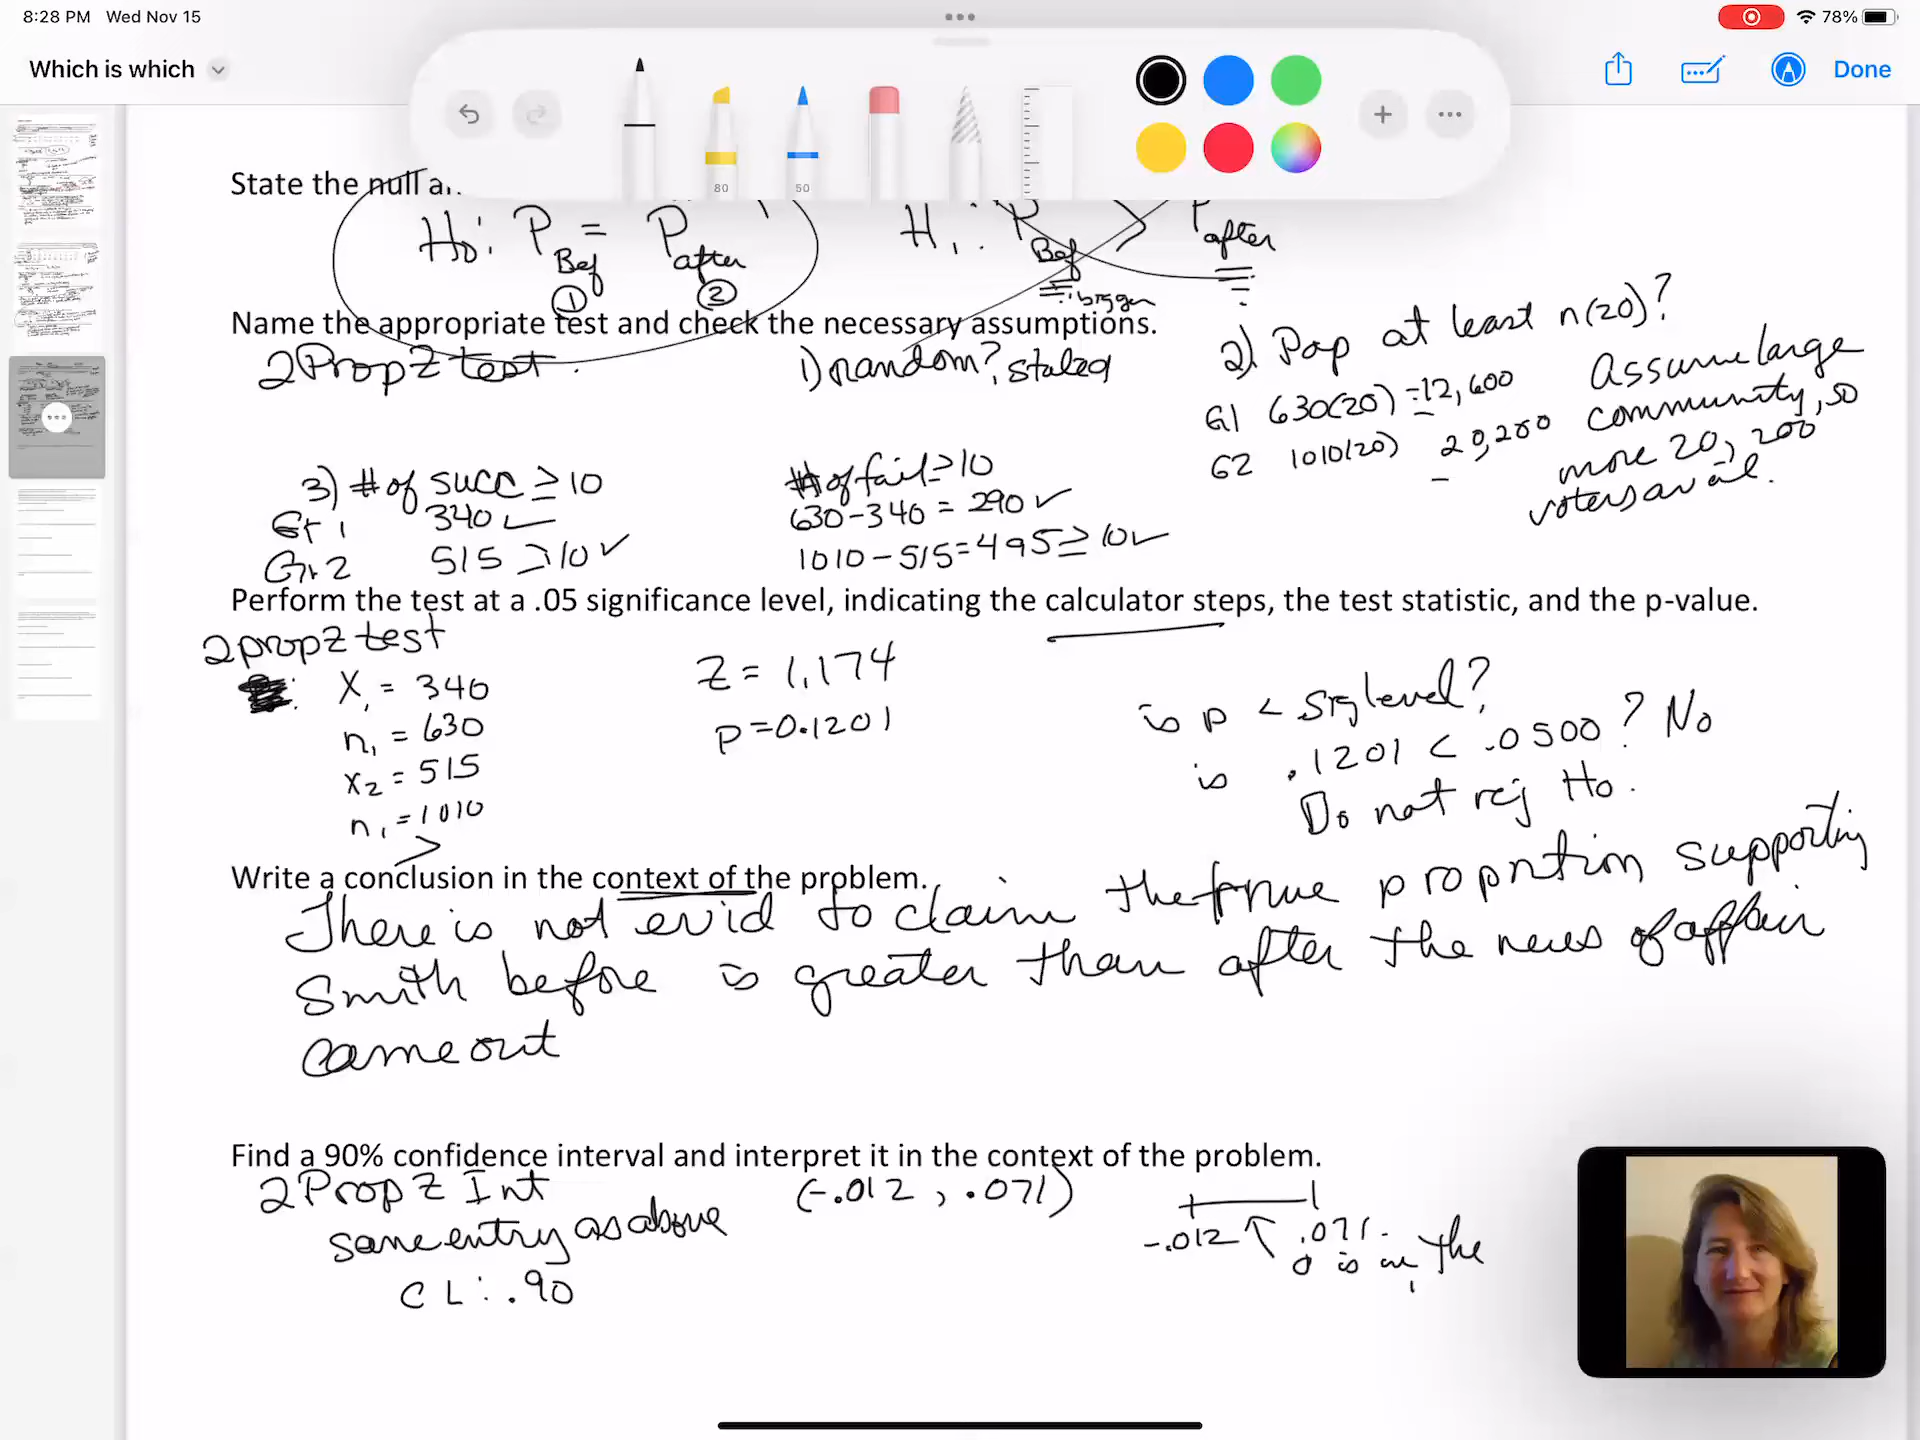 8:28 PM Wed Nov 15
78%
Which is which
Done
80
50
State the null a
H0: P Bef = P after
H1: P Bef > P after
① ②
bigger
Name the appropriate test and check the necessary assumptions.
2PropZtest.
1) random? stated
2) Pop at least n(20)?
G1 630(20) = 12,600
G2 1010(20) = 20,200
Assume large
community, so
more 20,200
voters avail.
3) # of succ ≥ 10
Gr 1 340 ✓
Gr 2 515 ≥ 10 ✓
# of fail ≥ 10
630-340 = 290 ✓
1010-515 = 495 ≥ 10 ✓
Perform the test at a .05 significance level, indicating the calculator steps, the test statistic, and the p-value.
2propZtest
X1 = 340
n1 = 630
x2 = 515
n1 = 1010
>
Z = 1.174
p = 0.1201
is p < sig level?
is .1201 < .0500? No
Do not rej Ho.
Write a conclusion in the context of the problem.
There is not evid to claim the true proportion supporting
Smith before is greater than after the news of affair
came out
Find a 90% confidence interval and interpret it in the context of the problem.
2PropZInt
same entry as above
CL: .90
(-.012, .071)
-.012 .071.
0 is in the